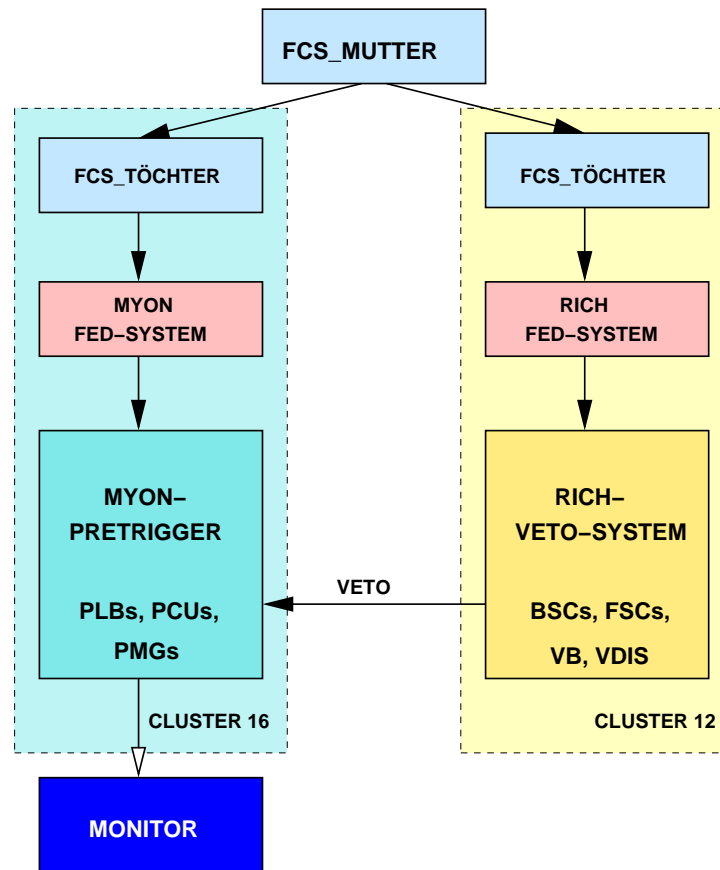 FCS_MUTTER
FCS_TÖCHTER
FCS_TÖCHTER
MYON
FED–SYSTEM
RICH
FED–SYSTEM
MYON–
PRETRIGGER
PLBs, PCUs,
PMGs
VETO
RICH–
VETO–SYSTEM
BSCs, FSCs,
VB, VDIS
CLUSTER 16
CLUSTER 12
MONITOR